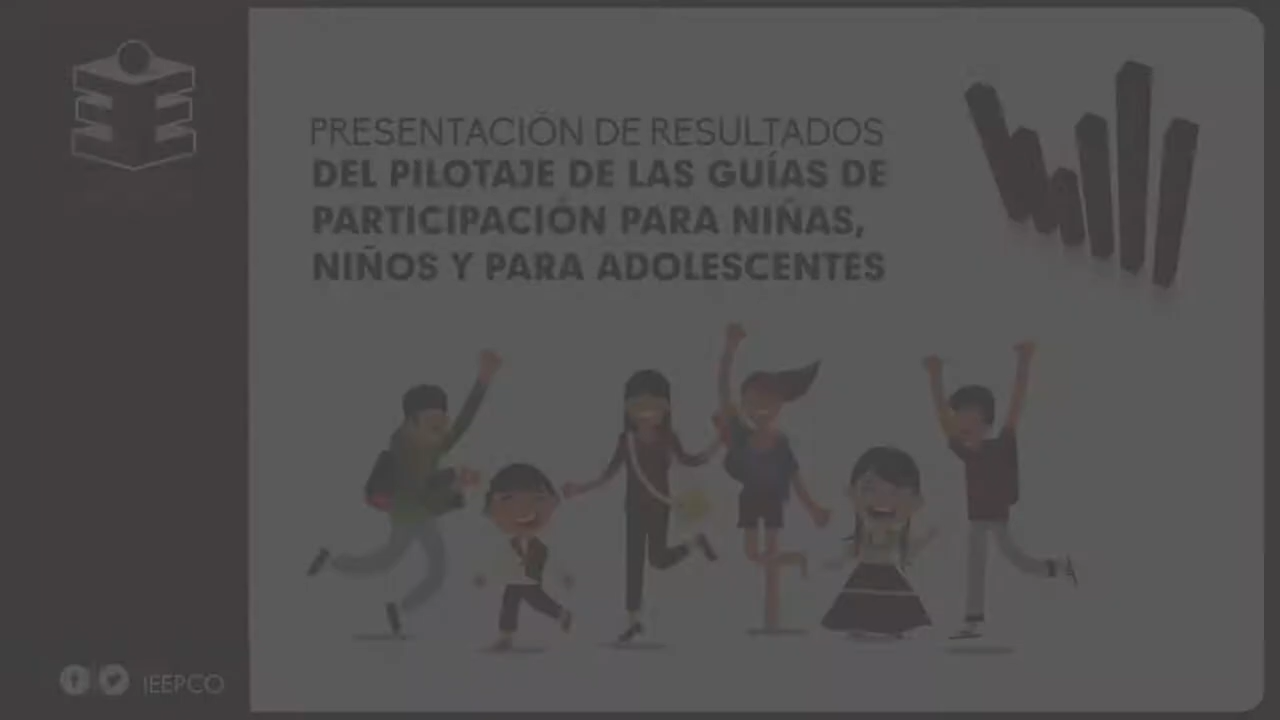 PRESENTACIÓN DE RESULTADOS
DEL PILOTAJE DE LAS GUÍAS DE
PARTICIPACIÓN PARA NIÑAS,
NIÑOS Y PARA ADOLESCENTES
IEEPCO